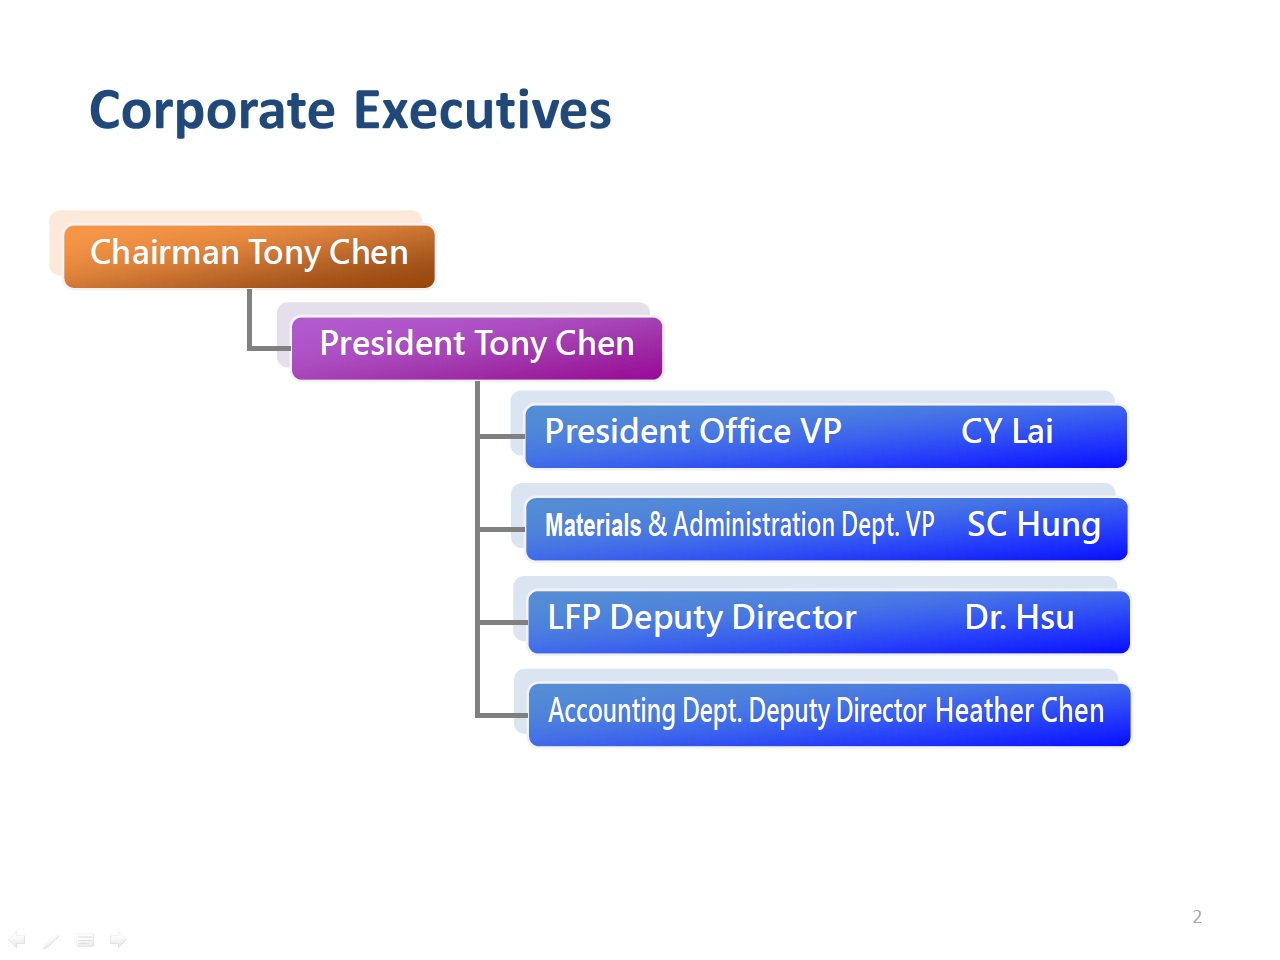 Corporate Executives
Chairman Tony Chen
President Tony Chen
President Office VP CY Lai
Materials & Administration Dept. VP SC Hung
LFP Deputy Director Dr. Hsu
Accounting Dept. Deputy Director Heather Chen
2